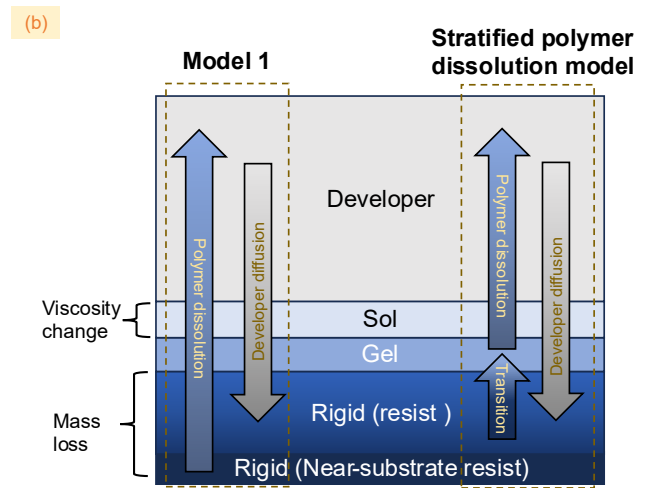 (b)
Model 1
Stratified polymer
dissolution model
Developer
Polymer dissolution
Developer diffusion
Polymer dissolution
Developer diffusion
Transition
Viscosity
change
Sol
Gel
Mass
loss
Rigid (resist )
Rigid (Near-substrate resist)